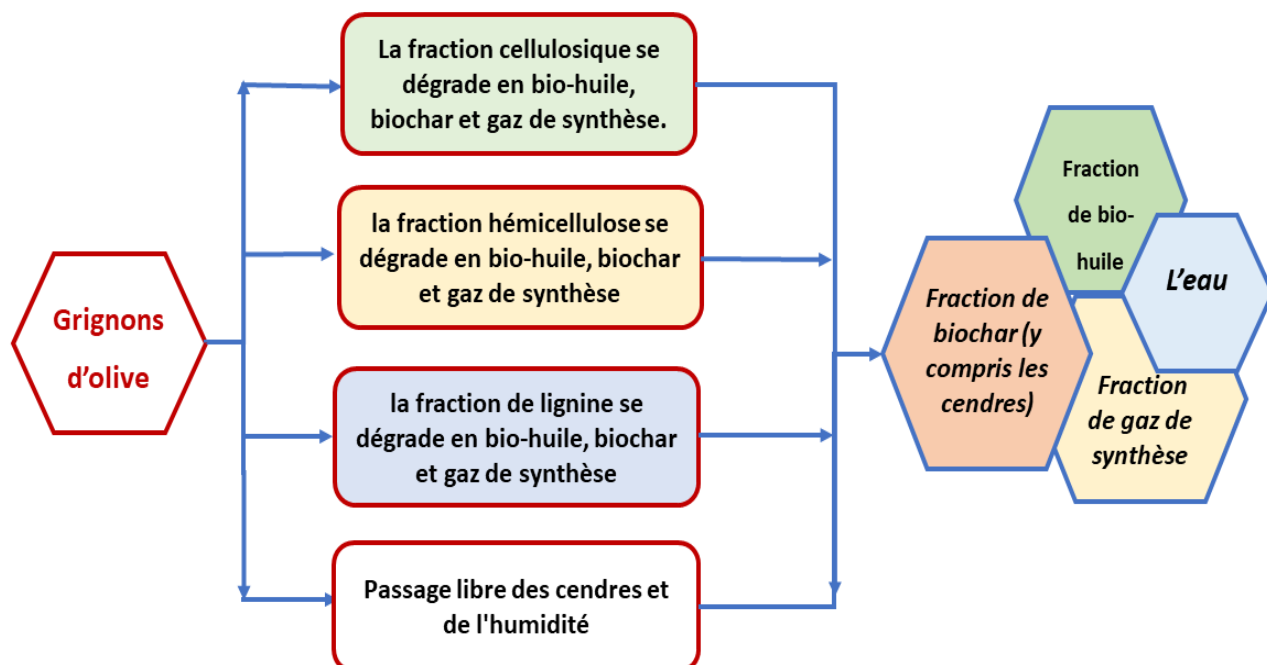 Grignons
d'olive
La fraction cellulosique se
dégrade en bio-huile,
biochar et gaz de synthèse.
la fraction hémicellulose se
dégrade en bio-huile, biochar
et gaz de synthèse
la fraction de lignine se
dégrade en bio-huile, biochar
et gaz de synthèse
Passage libre des cendres et
de l'humidité
Fraction
de bio-
huile
L’eau
Fraction de
biochar (y
compris les
cendres)
Fraction
de gaz de
synthèse